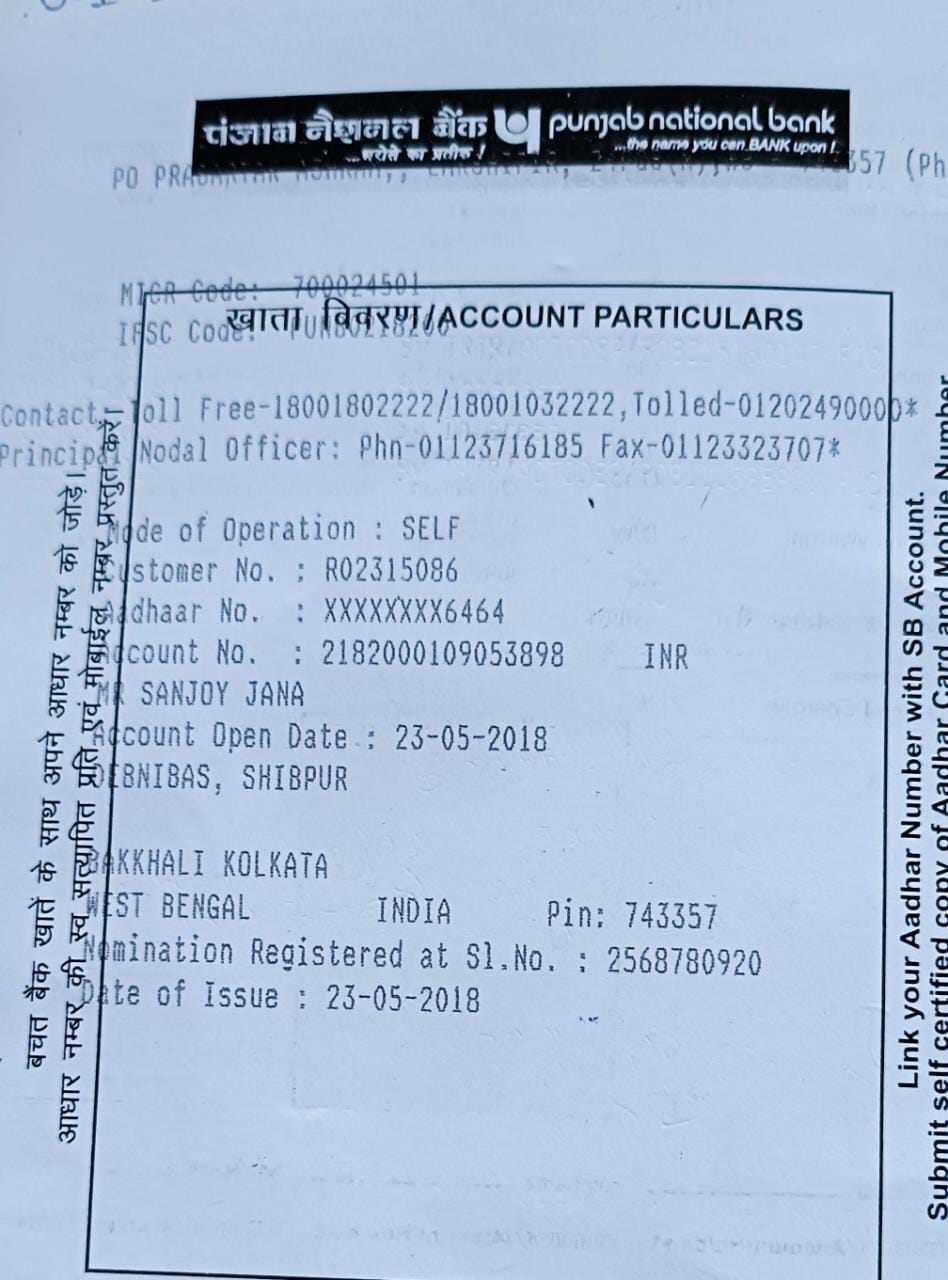 पंजाब नैशनल बैंक punjab national bank
...भरोसे का प्रतीक ! ...the name you can BANK upon !
PO 357 (Ph
MICR Code: 700024501
खाता विवरण/ACCOUNT PARTICULARS
IFSC Code:
Contact, Toll Free-18001802222/18001032222,Tolled-01202490000*
Principal Nodal Officer: Phn-01123716185 Fax-01123323707*
Mode of Operation : SELF
Customer No. : R02315086
Aadhaar No. : XXXXXXXX6464
Account No. : 2182000109053898 INR
MR SANJOY JANA
Account Open Date : 23-05-2018
DEBNIBAS, SHIBPUR
BAKKHALI KOLKATA
WEST BENGAL INDIA Pin: 743357
Nomination Registered at Sl.No. : 2568780920
Date of Issue : 23-05-2018
बचत बैंक खाते के साथ अपने आधार नम्बर को जोड़े।
आधार नम्बर की स्व सत्यापित प्रति एवं मोबाईल नम्बर प्रस्तुत करें।
Link your Aadhar Number with SB Account.
Submit self certified copy of Aadhar Card and Mobile Number